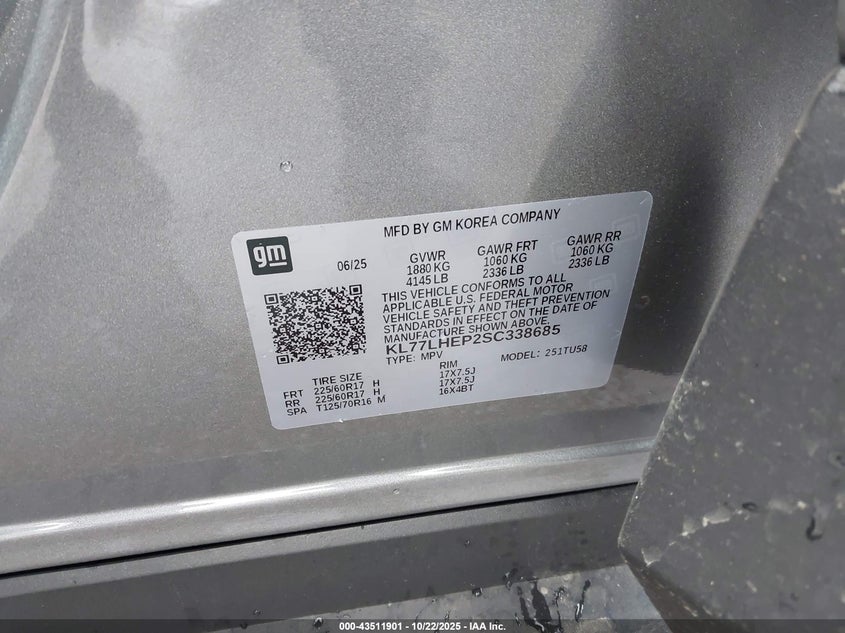 MFD BY GM KOREA COMPANY
gm
06/25
GVWR GAWR FRT GAWR RR
1880 KG 1060 KG 1060 KG
4145 LB 2336 LB 2336 LB
THIS VEHICLE CONFORMS TO ALL
APPLICABLE U.S. FEDERAL MOTOR
VEHICLE SAFETY AND THEFT PREVENTION
STANDARDS IN EFFECT ON THE DATE OF
MANUFACTURE SHOWN ABOVE.
KL77LHEP2SC338685
TYPE: MPV MODEL: 251TU58
TIRE SIZE RIM
FRT 225/60R17 H 17X7.5J
RR 225/60R17 H 17X7.5J
SPA T125/70R16 M 16X4BT
000-43511901 - 10/22/2025 - IAA Inc.